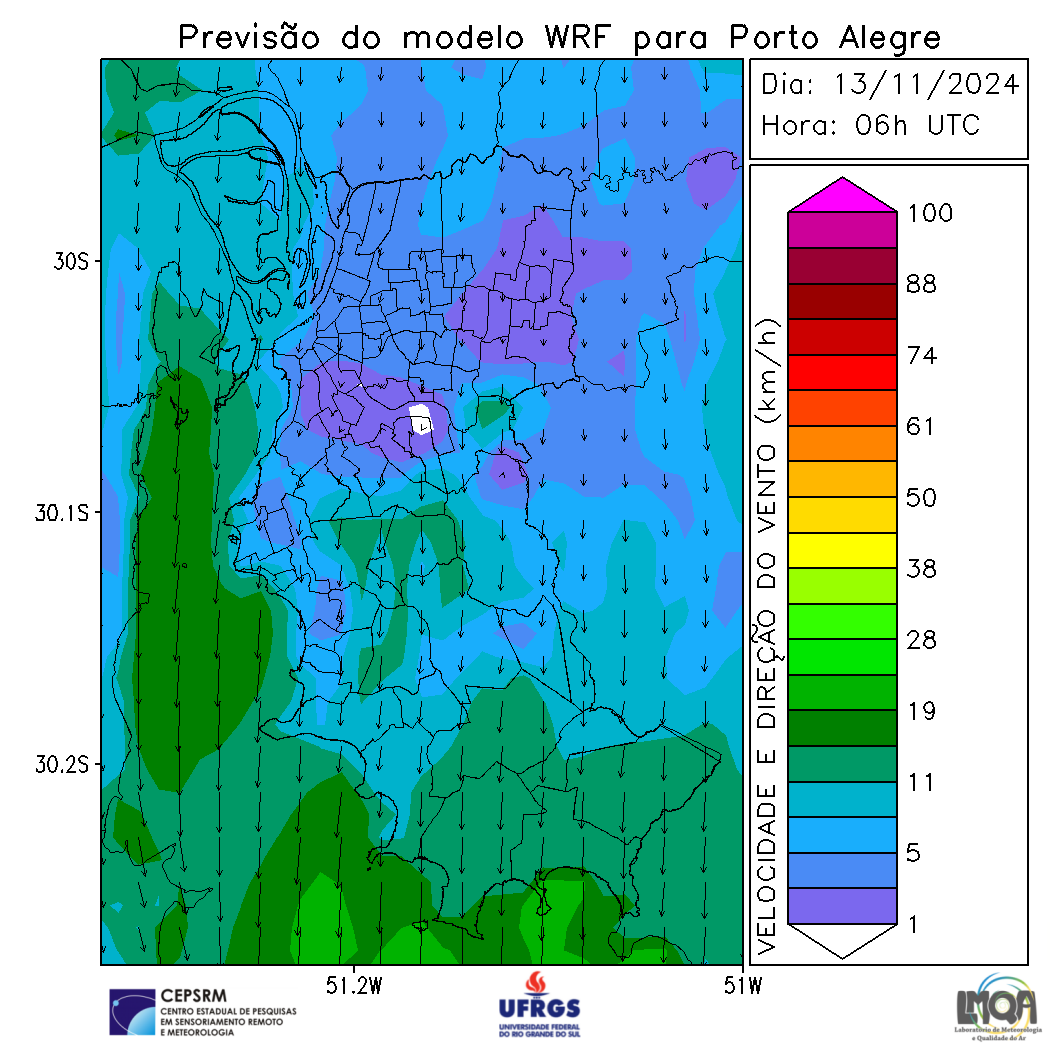 Previsão do modelo WRF para Porto Alegre
Dia: 13/11/2024
Hora: 06h UTC
30S
30.1S
30.2S
51.2W
51W
VELOCIDADE E DIREÇÃO DO VENTO (km/h)
100
88
74
61
50
38
28
19
11
5
1
CEPSRM
CENTRO ESTADUAL DE PESQUISAS
EM SENSORIAMENTO REMOTO
E METEOROLOGIA
UFRGS
UNIVERSIDADE FEDERAL
DO RIO GRANDE DO SUL
LMQA
Laboratório de Meteorologia
e Qualidade do Ar